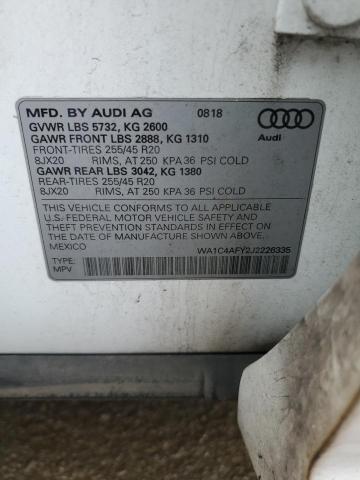 MFD. BY AUDI AG 0818
GVWR LBS 5732, KG 2600
GAWR FRONT LBS 2888, KG 1310
FRONT-TIRES 255/45 R20
8JX20 RIMS, AT 250 KPA 36 PSI COLD
GAWR REAR LBS 3042, KG 1380
REAR-TIRES 255/45 R20
8JX20 RIMS, AT 250 KPA 36 PSI COLD
Audi
THIS VEHICLE CONFORMS TO ALL APPLICABLE
U.S. FEDERAL MOTOR VEHICLE SAFETY BUMPER AND
THEFT PREVENTION STANDARDS IN EFFECT ON THE
DATE OF MANUFACTURE SHOWN ABOVE.
MEXICO WA1C4AFY2J2226335
TYPE:
MPV